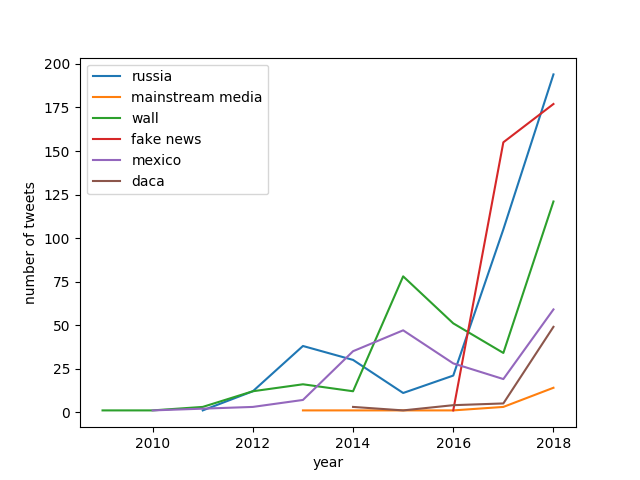 200
175
150
125
100
75
50
25
0
number of tweets
russia
mainstream media
wall
fake news
mexico
daca
2010 2012 2014 2016 2018
year